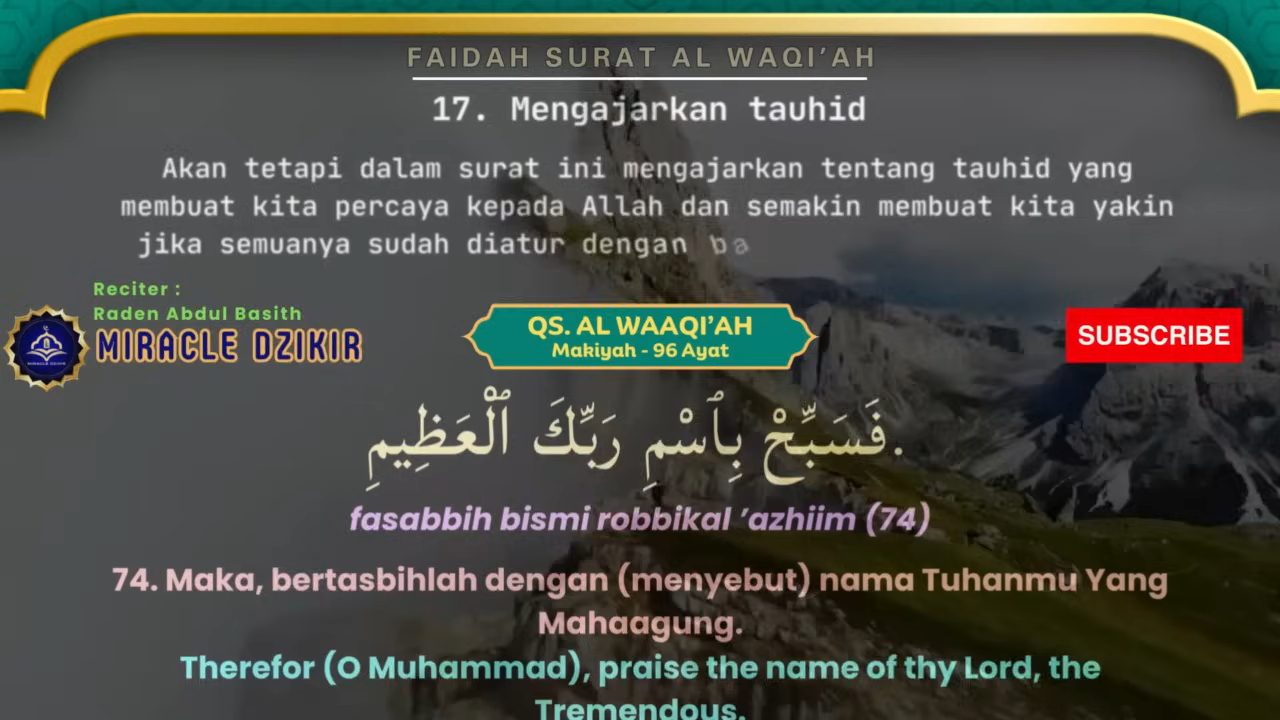 FAIDAH SURAT AL WAQI’AH
17. Mengajarkan tauhid
Akan tetapi dalam surat ini mengajarkan tentang tauhid yang
membuat kita percaya kepada Allah dan semakin membuat kita yakin
jika semuanya sudah diatur dengan ba
Reciter :
Raden Abdul Basith
MIRACLE DZIKIR
QS. AL WAAQI’AH
Makiyah - 96 Ayat
SUBSCRIBE
فَسَبِّحْ بِٱسْمِ رَبِّكَ ٱلْعَظِيمِ.
fasabbih bismi robbikal ’azhiim (74)
74. Maka, bertasbihlah dengan (menyebut) nama Tuhanmu Yang
Mahaagung.
Therefor (O Muhammad), praise the name of thy Lord, the
Tremendous.